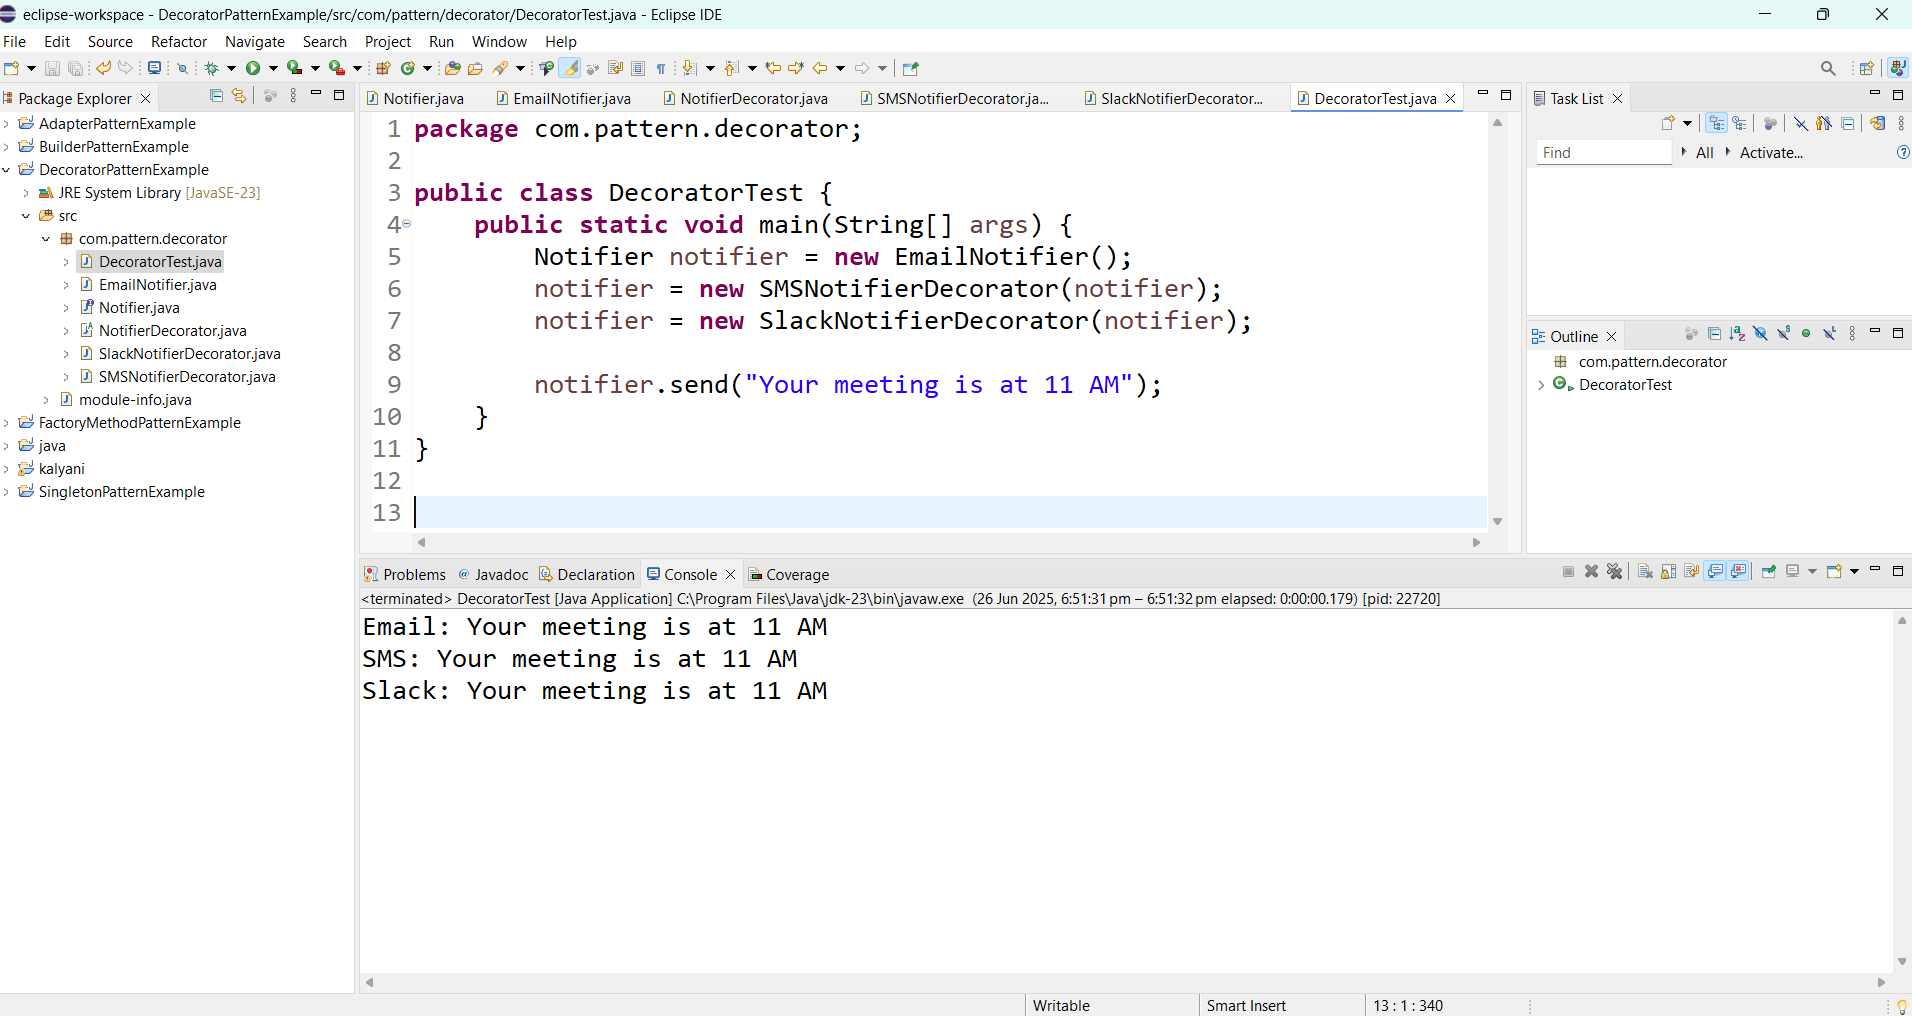 eclipse-workspace - DecoratorPatternExample/src/com/pattern/decorator/DecoratorTest.java - Eclipse IDE
File Edit Source Refactor Navigate Search Project Run Window Help
Package Explorer
AdapterPatternExample
BuilderPatternExample
DecoratorPatternExample
JRE System Library [JavaSE-23]
src
com.pattern.decorator
DecoratorTest.java
EmailNotifier.java
Notifier.java
NotifierDecorator.java
SlackNotifierDecorator.java
SMSNotifierDecorator.java
module-info.java
FactoryMethodPatternExample
java
kalyani
SingletonPatternExample
Notifier.java EmailNotifier.java NotifierDecorator.java SMSNotifierDecorator.ja... SlackNotifierDecorator... DecoratorTest.java
1 package com.pattern.decorator;
2
3 public class DecoratorTest {
4     public static void main(String[] args) {
5         Notifier notifier = new EmailNotifier();
6         notifier = new SMSNotifierDecorator(notifier);
7         notifier = new SlackNotifierDecorator(notifier);
8
9         notifier.send("Your meeting is at 11 AM");
10     }
11 }
12
13
Task List
Find All Activate...
Outline
com.pattern.decorator
DecoratorTest
Problems @ Javadoc Declaration Console Coverage
<terminated> DecoratorTest [Java Application] C:\Program Files\Java\jdk-23\bin\javaw.exe (26 Jun 2025, 6:51:31 pm – 6:51:32 pm elapsed: 0:00:00.179) [pid: 22720]
Email: Your meeting is at 11 AM
SMS: Your meeting is at 11 AM
Slack: Your meeting is at 11 AM
Writable Smart Insert 13 : 1 : 340